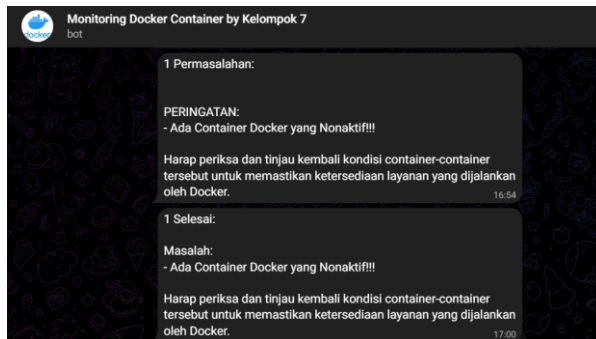 docker
Monitoring Docker Container by Kelompok 7
bot
1 Permasalahan:
PERINGATAN:
- Ada Container Docker yang Nonaktif!!!
Harap periksa dan tinjau kembali kondisi container-container
tersebut untuk memastikan ketersediaan layanan yang dijalankan
oleh Docker.
16:54
1 Selesai:
Masalah:
- Ada Container Docker yang Nonaktif!!!
Harap periksa dan tinjau kembali kondisi container-container
tersebut untuk memastikan ketersediaan layanan yang dijalankan
oleh Docker.
17:00